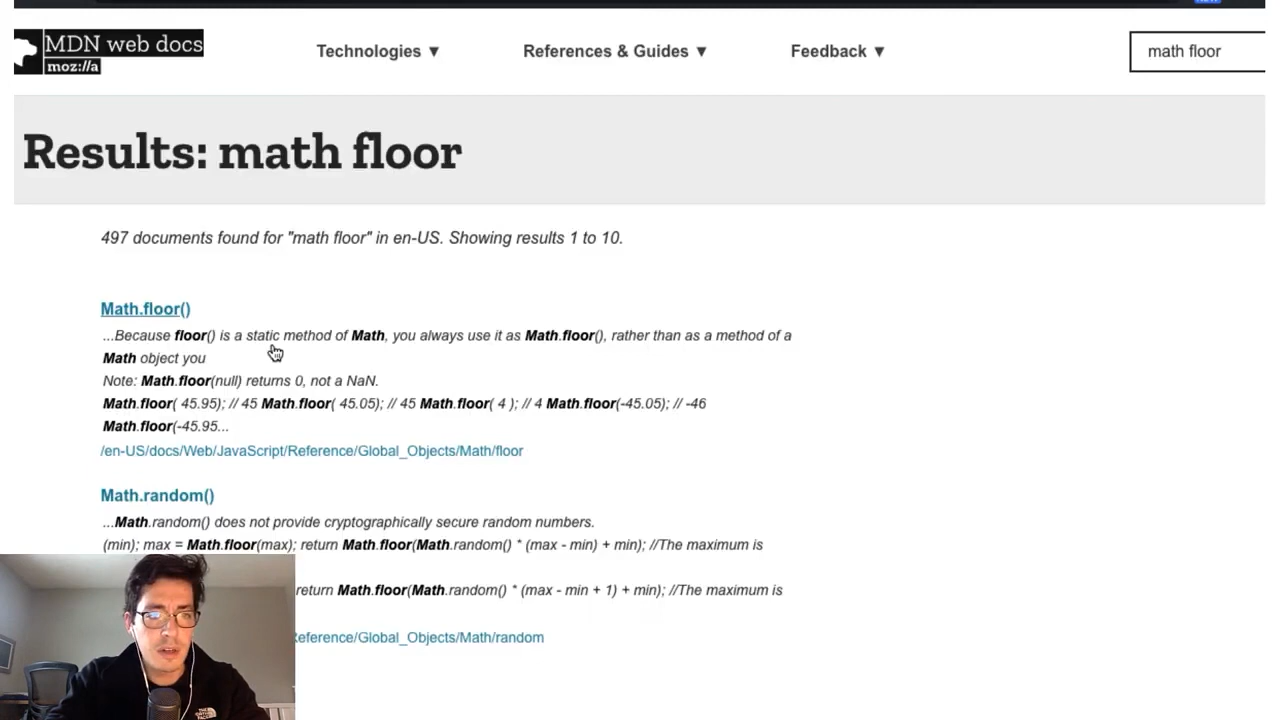 MDN web docs
moz://a
Technologies ▼
References & Guides ▼
Feedback ▼
math floor
Results: math floor
497 documents found for "math floor" in en-US. Showing results 1 to 10.
Math.floor()
...Because floor() is a static method of Math, you always use it as Math.floor(), rather than as a method of a
Math object you
Note: Math.floor(null) returns 0, not a NaN.
Math.floor( 45.95); // 45 Math.floor( 45.05); // 45 Math.floor( 4 ); // 4 Math.floor(-45.05); // -46
Math.floor(-45.95...
/en-US/docs/Web/JavaScript/Reference/Global_Objects/Math/floor
Math.random()
...Math.random() does not provide cryptographically secure random numbers.
(min); max = Math.floor(max); return Math.floor(Math.random() * (max - min) + min); //The maximum is
return Math.floor(Math.random() * (max - min + 1) + min); //The maximum is
Reference/Global_Objects/Math/random
THE NORTH FACE